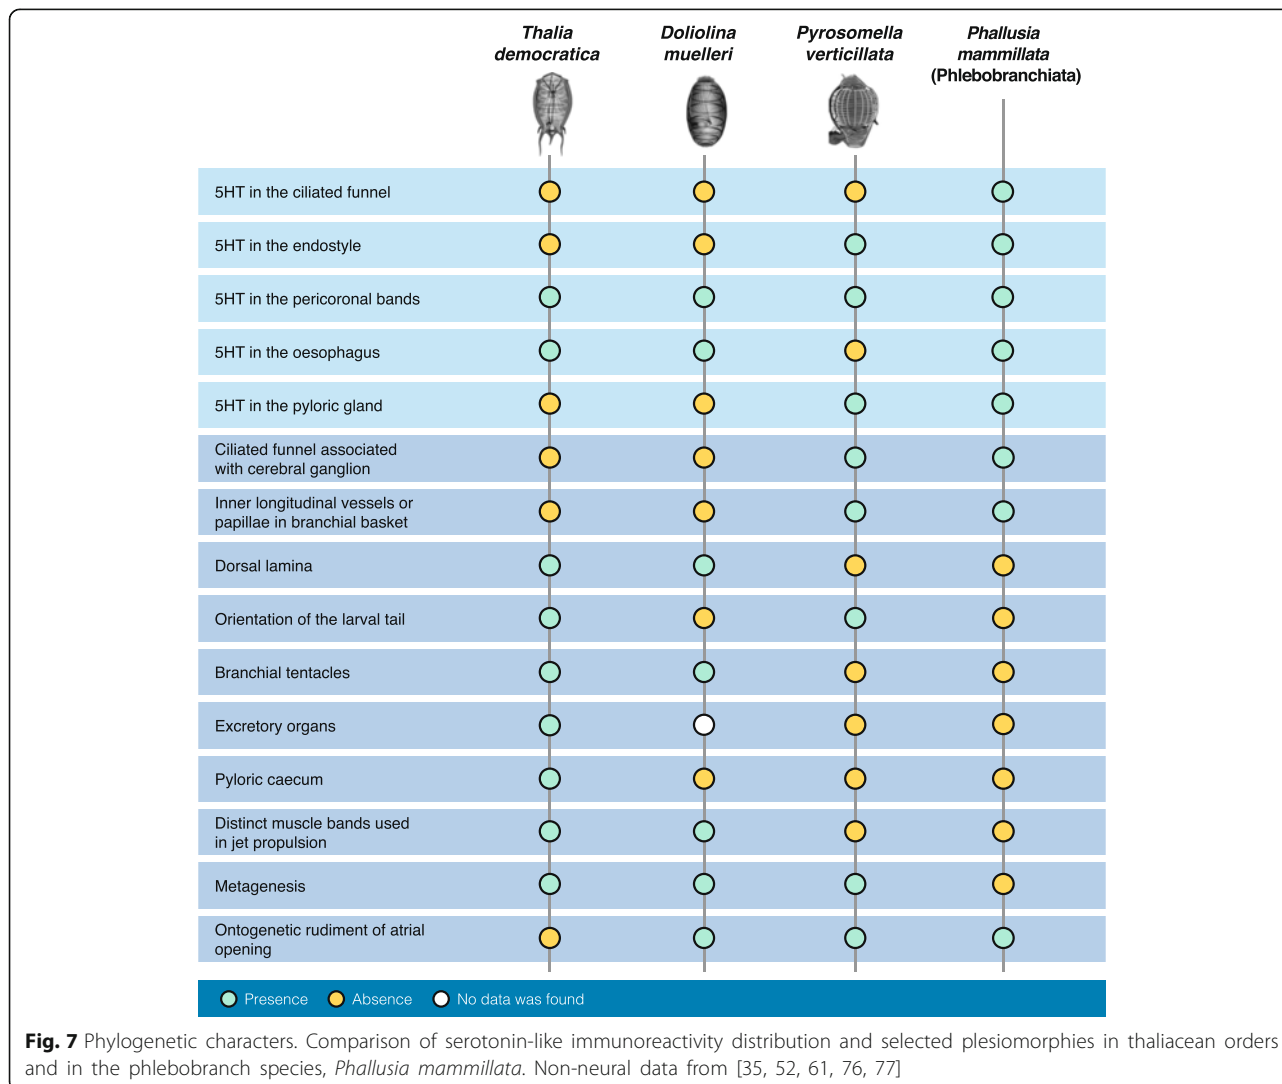 Thalia democratica
Doliolina muelleri
Pyrosomella verticillata
Phallusia mammillata (Phlebobranchiata)
5HT in the ciliated funnel
5HT in the endostyle
5HT in the pericoronal bands
5HT in the oesophagus
5HT in the pyloric gland
Ciliated funnel associated
with cerebral ganglion
Inner longitudinal vessels or
papillae in branchial basket
Dorsal lamina
Orientation of the larval tail
Branchial tentacles
Excretory organs
Pyloric caecum
Distinct muscle bands used
in jet propulsion
Metagenesis
Ontogenetic rudiment of atrial
opening
Presence Absence No data was found
Fig. 7 Phylogenetic characters. Comparison of serotonin-like immunoreactivity distribution and selected plesiomorphies in thaliacean orders
and in the phlebobranch species, Phallusia mammillata. Non-neural data from [35, 52, 61, 76, 77]